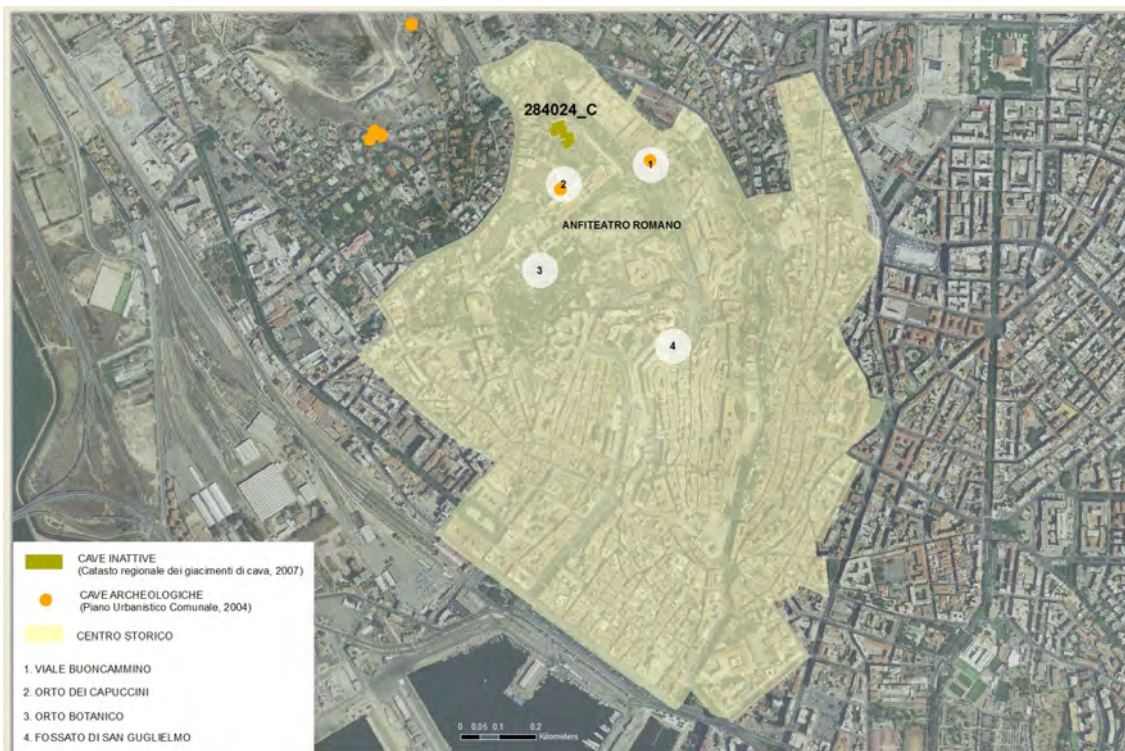 284024_C
1
2
ANFITEATRO ROMANO
3
4
CAVE INATTIVE
(Catasto regionale dei giacimenti di cava, 2007)
CAVE ARCHEOLOGICHE
(Piano Urbanistico Comunale, 2004)
CENTRO STORICO
1. VIALE BUONCAMMINO
2. ORTO DEI CAPUCCINI
3. ORTO BOTANICO
4. FOSSATO DI SAN GUGLIELMO
0 0.05 0.1 0.2
Kilometers